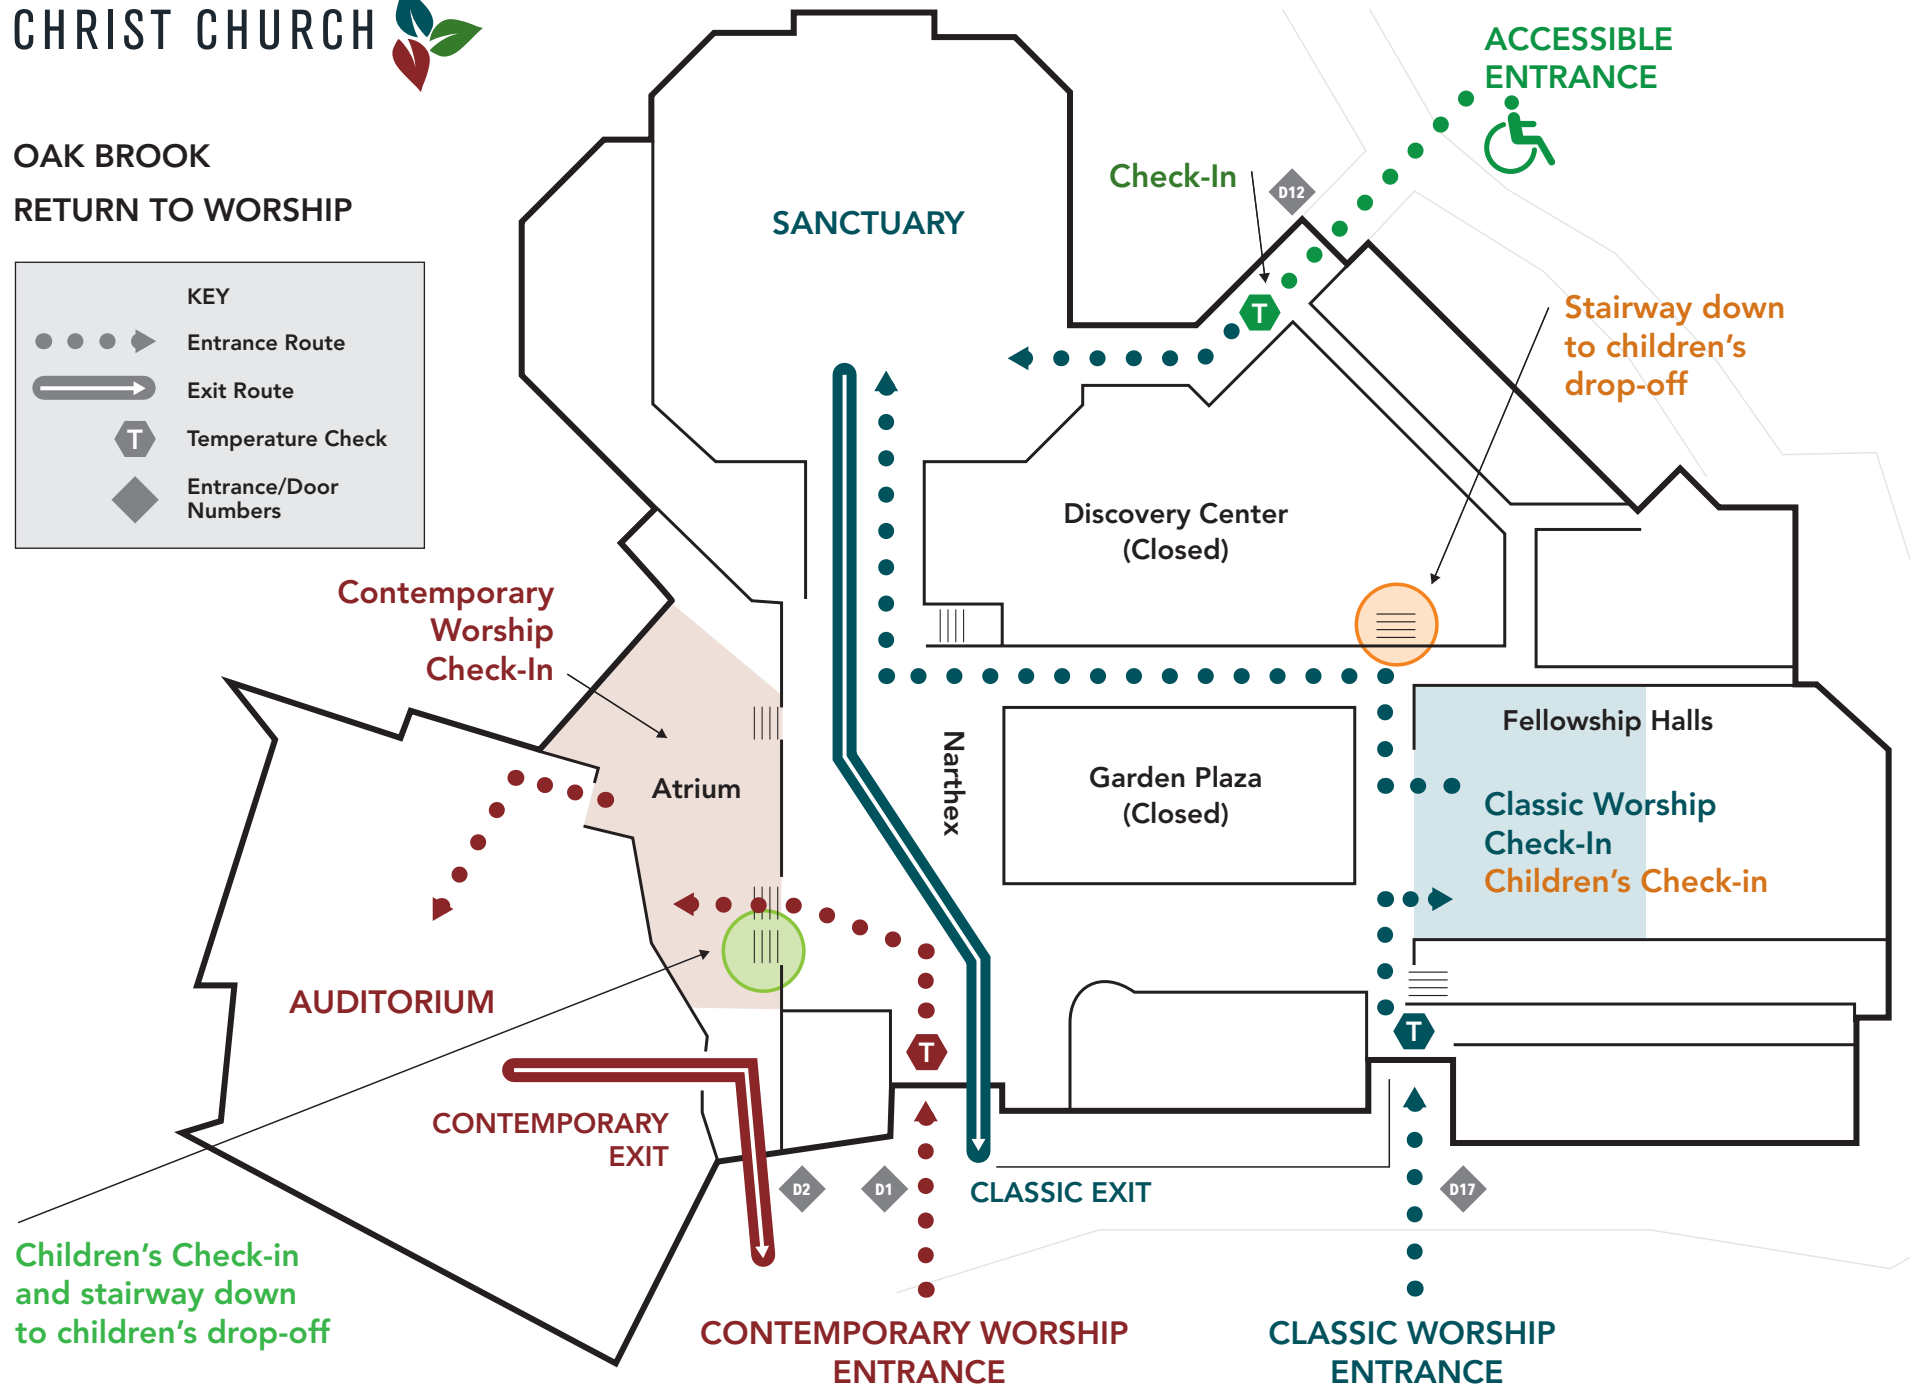 CHRIST CHURCH
OAK BROOK
RETURN TO WORSHIP
KEY
Entrance Route
Exit Route
T
Temperature Check
Entrance/Door
Numbers
ACCESSIBLE
ENTRANCE
Check-In
D12
T
SANCTUARY
Stairway down
to children's
drop-off
Discovery Center
(Closed)
Contemporary
Worship
Check-In
Atrium
Narthex
Garden Plaza
(Closed)
Fellowship Halls
Classic Worship
Check-In
Children's Check-in
AUDITORIUM
T
T
CONTEMPORARY
EXIT
D2
D1
CLASSIC EXIT
D17
Children's Check-in
and stairway down
to children's drop-off
CONTEMPORARY WORSHIP
ENTRANCE
CLASSIC WORSHIP
ENTRANCE